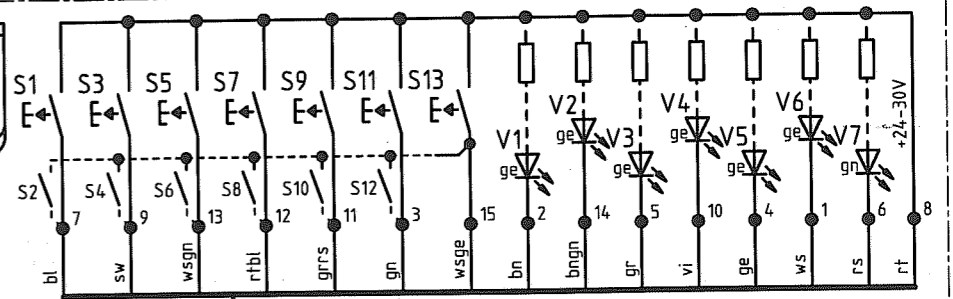 S1 S3 S5 S7 S9 S11 S13
V1 V2 V3 V4 V5 V6 V7
ge ge ge ge ge ge gn
+24-30V
S2 S4 S6 S8 S10 S12
7 9 13 12 11 3 15 2 14 5 10 4 1 6 8
bl sw wsgn rtbl grrs gn wsge bn bngn gr vi ge ws rs rt